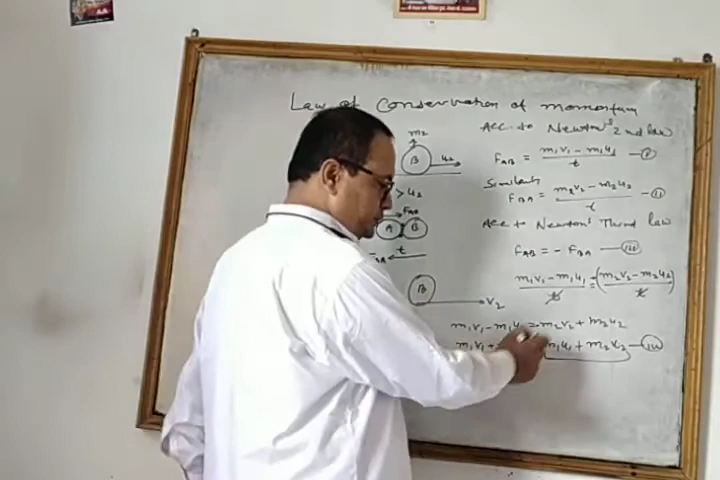 Law of Conservation of momentum
m2
B
u2
> u2
FAB
A B
BA t
B
v2
Acc. to Newton's 2nd law
FAB = m1v1 - m1u1 / t — (i)
Similarly
FBA = m2v2 - m2u2 / t — (ii)
Acc to Newton's Third law
FAB = - FBA — (iii)
m1v1 - m1u1 / t = (m2v2 - m2u2) / t
m1v1 - m1u1 = m2v2 + m2u2
m1v1 + m1u1 + m2v2 — (iv)